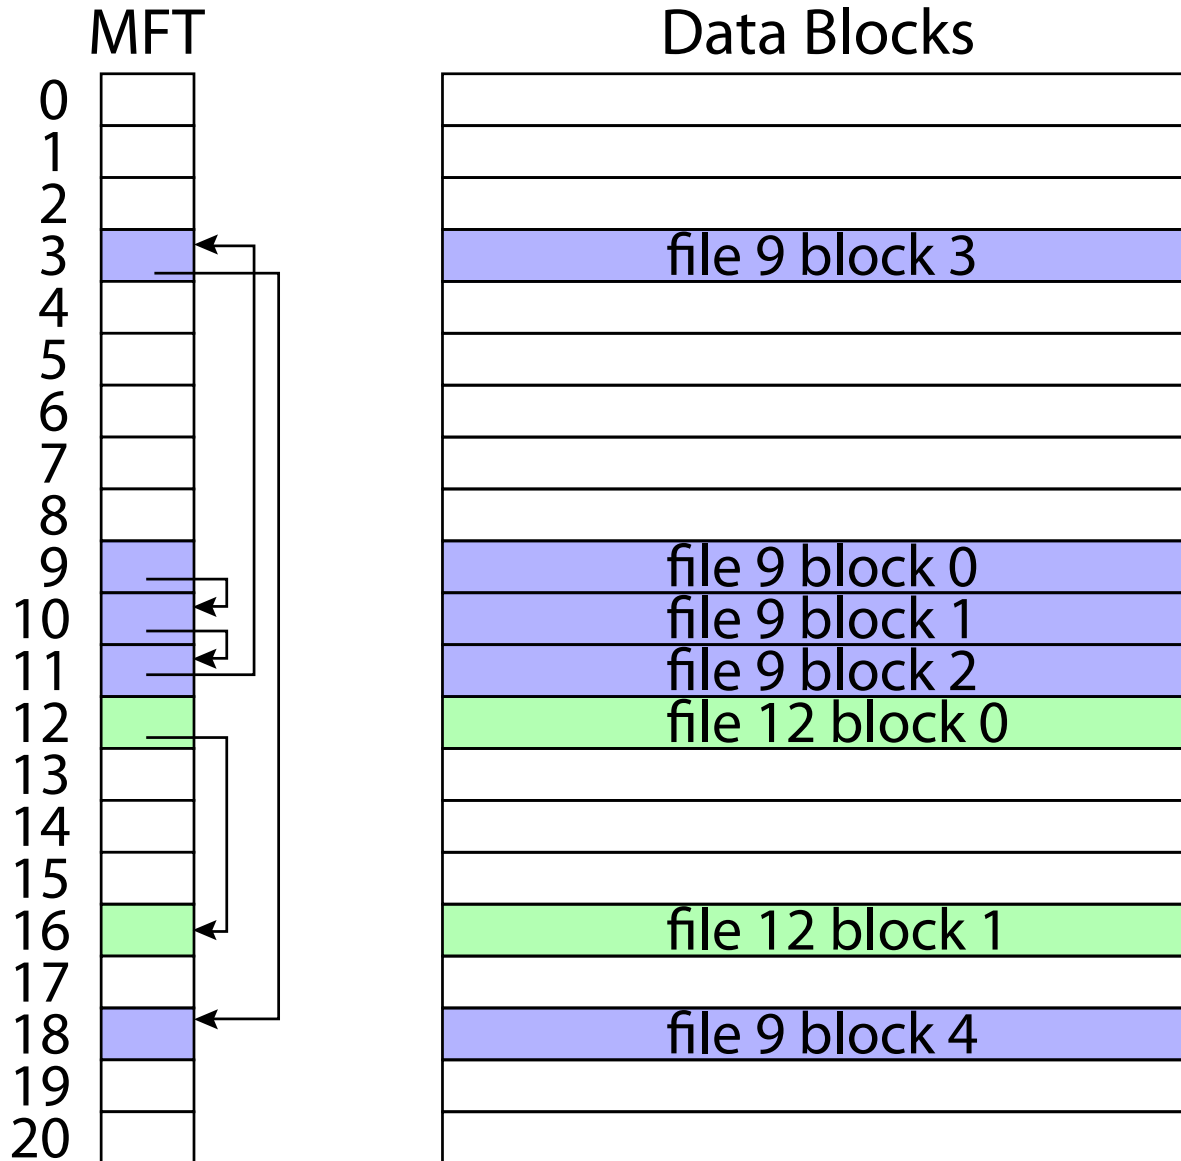 MFT Data Blocks
0
1
2
3 file 9 block 3
4
5
6
7
8
9 file 9 block 0
10 file 9 block 1
11 file 9 block 2
12 file 12 block 0
13
14
15
16 file 12 block 1
17
18 file 9 block 4
19
20